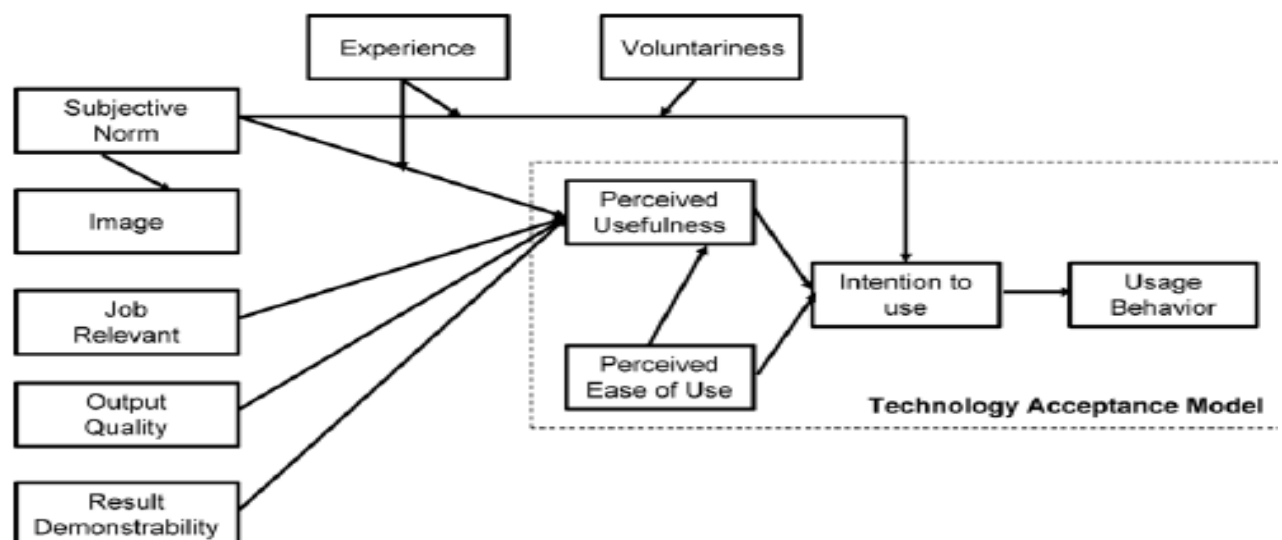 Experience
Voluntariness
Subjective
Norm
Image
Perceived
Usefulness
Job
Relevant
Intention to
use
Usage
Behavior
Perceived
Ease of Use
Output
Quality
Technology Acceptance Model
Result
Demonstrability